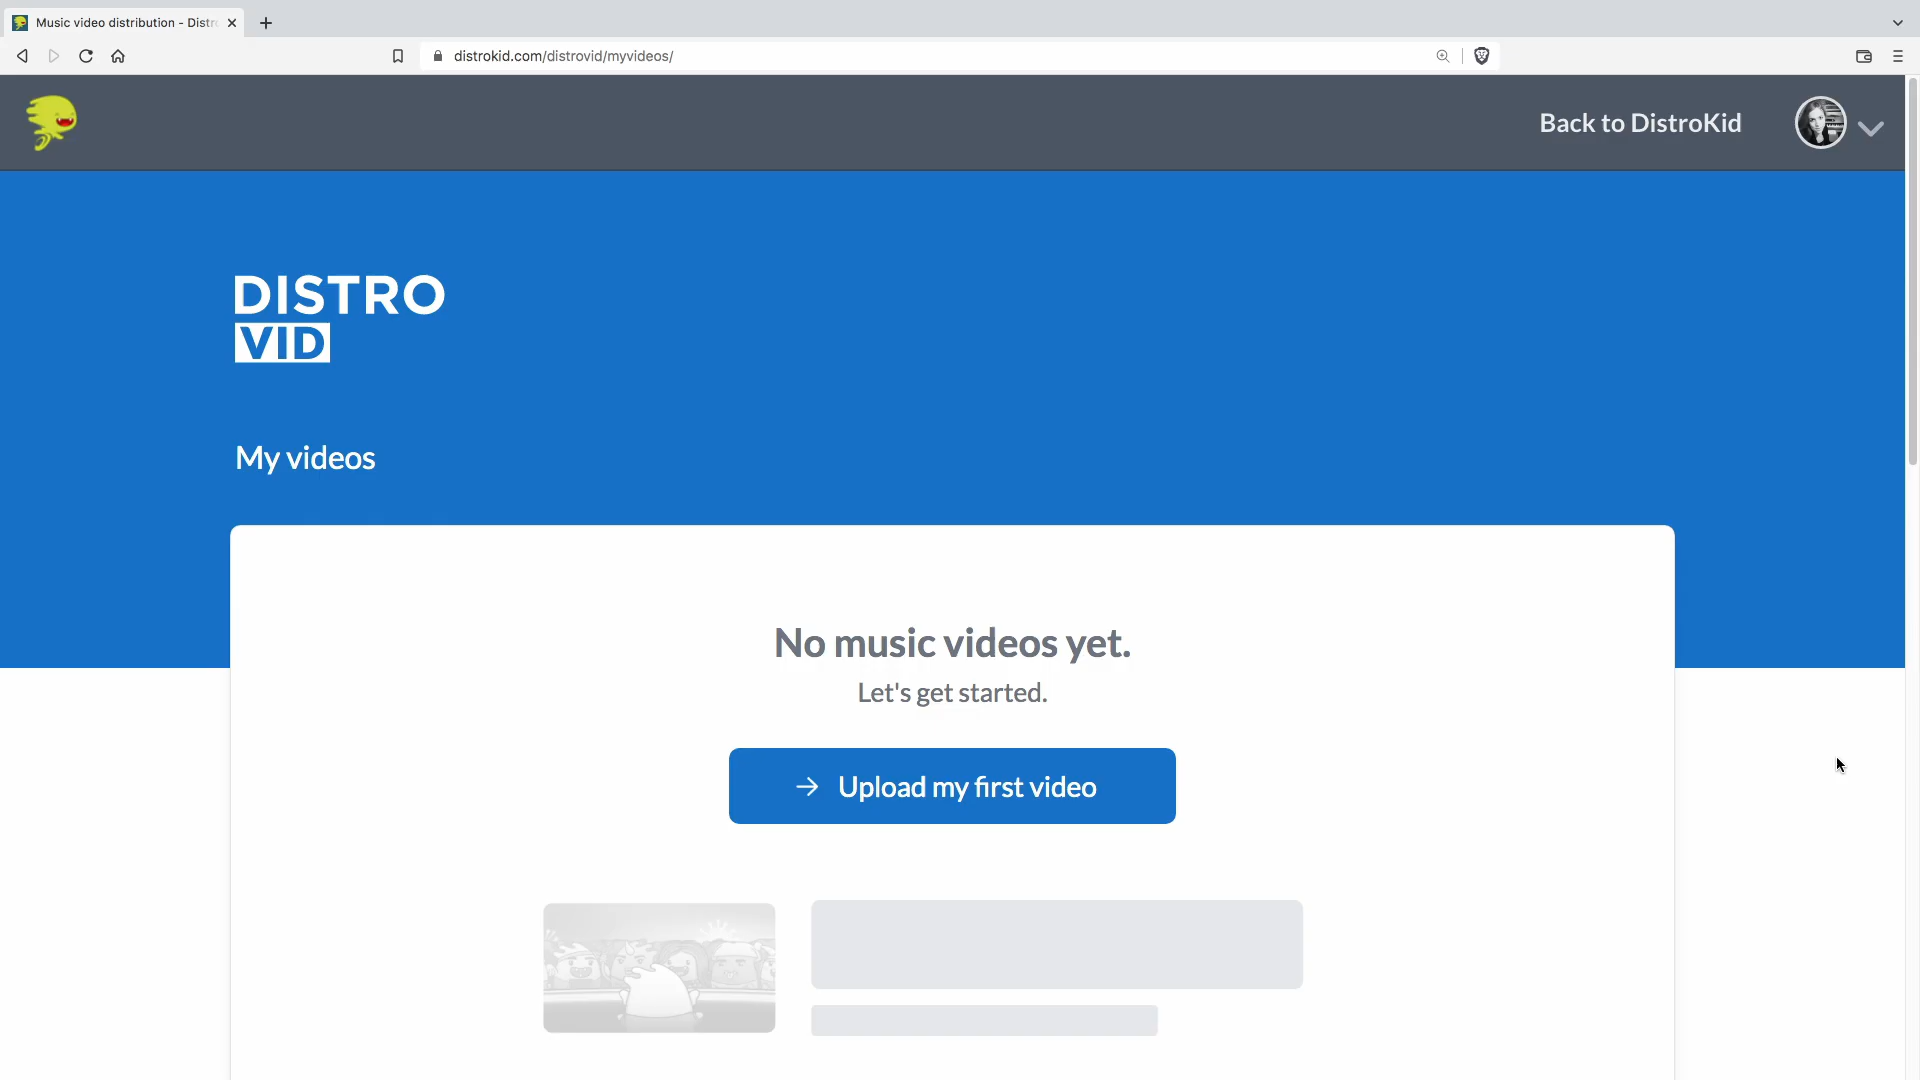 Music video distribution - Distr
distrokid.com/distrovid/myvideos/
Back to DistroKid
DISTRO
VID
My videos
No music videos yet.
Let's get started.
Upload my first video